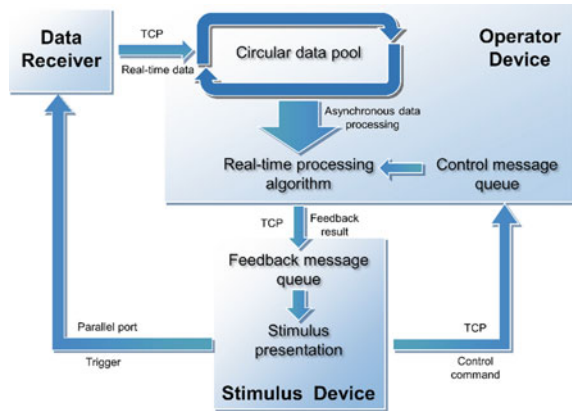 Data
Receiver
TCP
Real-time data
Circular data pool
Operator
Device
Asynchronous data
processing
Real-time processing
algorithm
Control message
queue
TCP
Feedback
result
Feedback message
queue
Stimulus
presentation
Stimulus Device
Parallel port
Trigger
TCP
Control
command